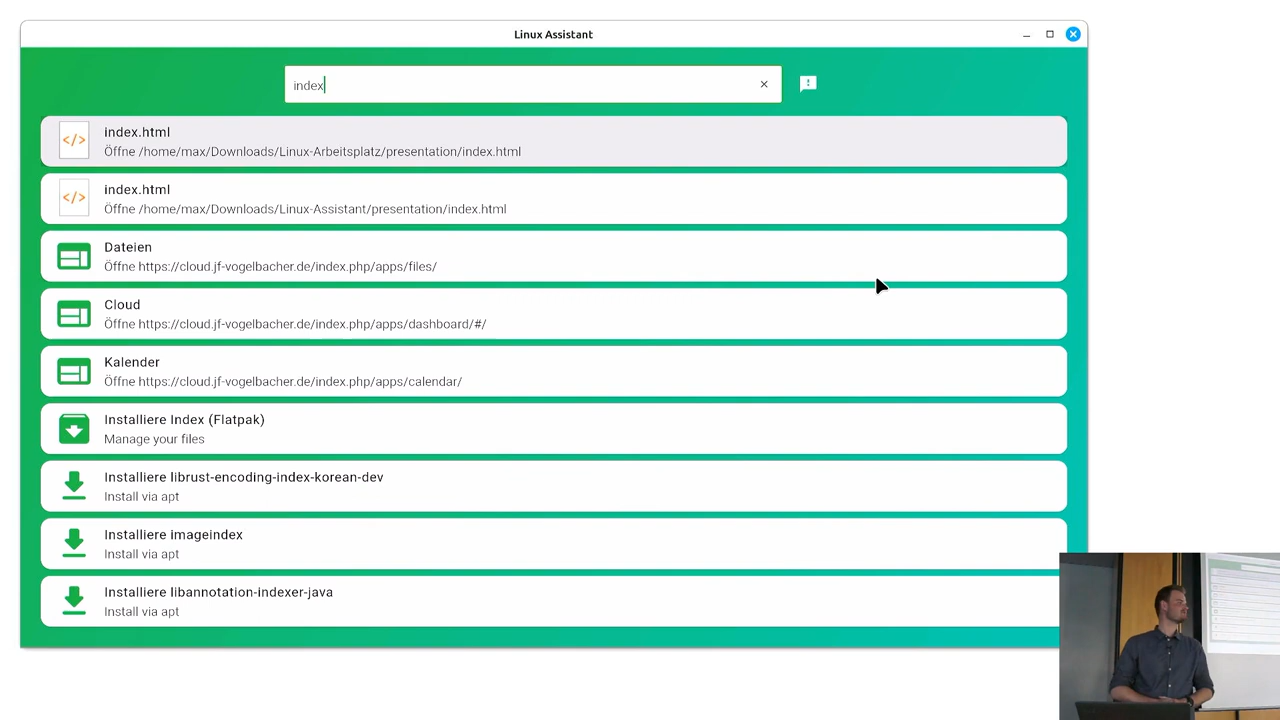 Linux Assistant
index
index.html
Öffne /home/max/Downloads/Linux-Arbeitsplatz/presentation/index.html
index.html
Öffne /home/max/Downloads/Linux-Assistant/presentation/index.html
Dateien
Öffne https://cloud.jf-vogelbacher.de/index.php/apps/files/
Cloud
Öffne https://cloud.jf-vogelbacher.de/index.php/apps/dashboard/#/
Kalender
Öffne https://cloud.jf-vogelbacher.de/index.php/apps/calendar/
Installiere Index (Flatpak)
Manage your files
Installiere librust-encoding-index-korean-dev
Install via apt
Installiere imageindex
Install via apt
Installiere libannotation-indexer-java
Install via apt